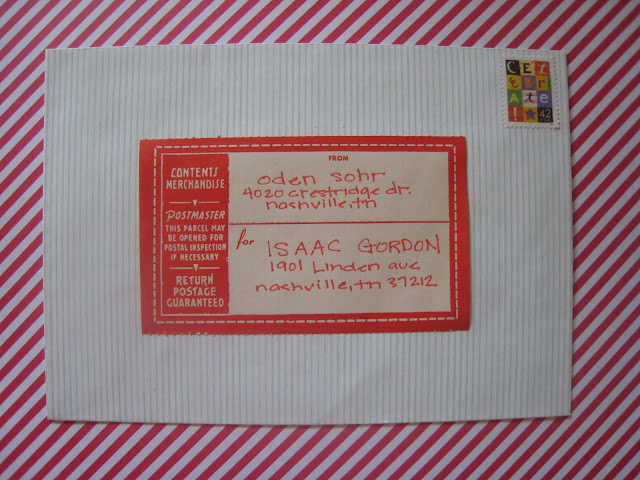 CONTENTS
MERCHANDISE
POSTMASTER
THIS PARCEL MAY
BE OPENED FOR
POSTAL INSPECTION
IF NECESSARY
RETURN
POSTAGE
GUARANTEED
FROM
oden sohr
4020 crestridge dr.
nashville, tn
for
ISAAC GORDON
1901 Linden ave
nashville, tn 37212
CEL
ebr
Ate
! 42